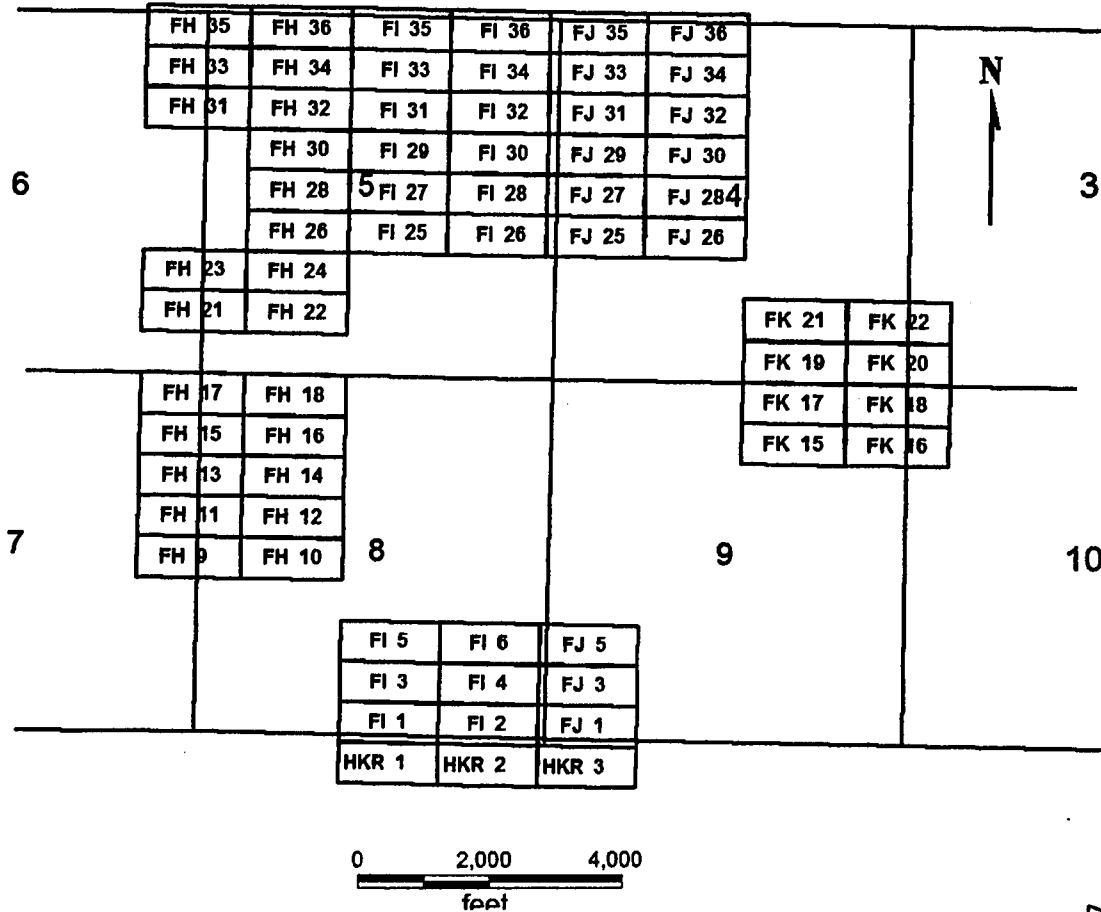 FH 35 FH 36 FI 35 FI 36 FJ 35 FJ 36
FH 33 FH 34 FI 33 FI 34 FJ 33 FJ 34
N
FH 31 FH 32 FI 31 FI 32 FJ 31 FJ 32
FH 30 FI 29 FI 30 FJ 29 FJ 30
6 FH 28 5 FI 27 FI 28 FJ 27 FJ 28 4 3
FH 26 FI 25 FI 26 FJ 25 FJ 26
FH 23 FH 24
FH 21 FH 22
FK 21 FK 22
FK 19 FK 20
FH 17 FH 18
FK 17 FK 18
FH 15 FH 16
FK 15 FK 16
FH 13 FH 14
FH 11 FH 12
7 8 9 10
FH 9 FH 10
FI 5 FI 6 FJ 5
FI 3 FI 4 FJ 3
FI 1 FI 2 FJ 1
HKR 1 HKR 2 HKR 3
0 2,000 4,000
feet